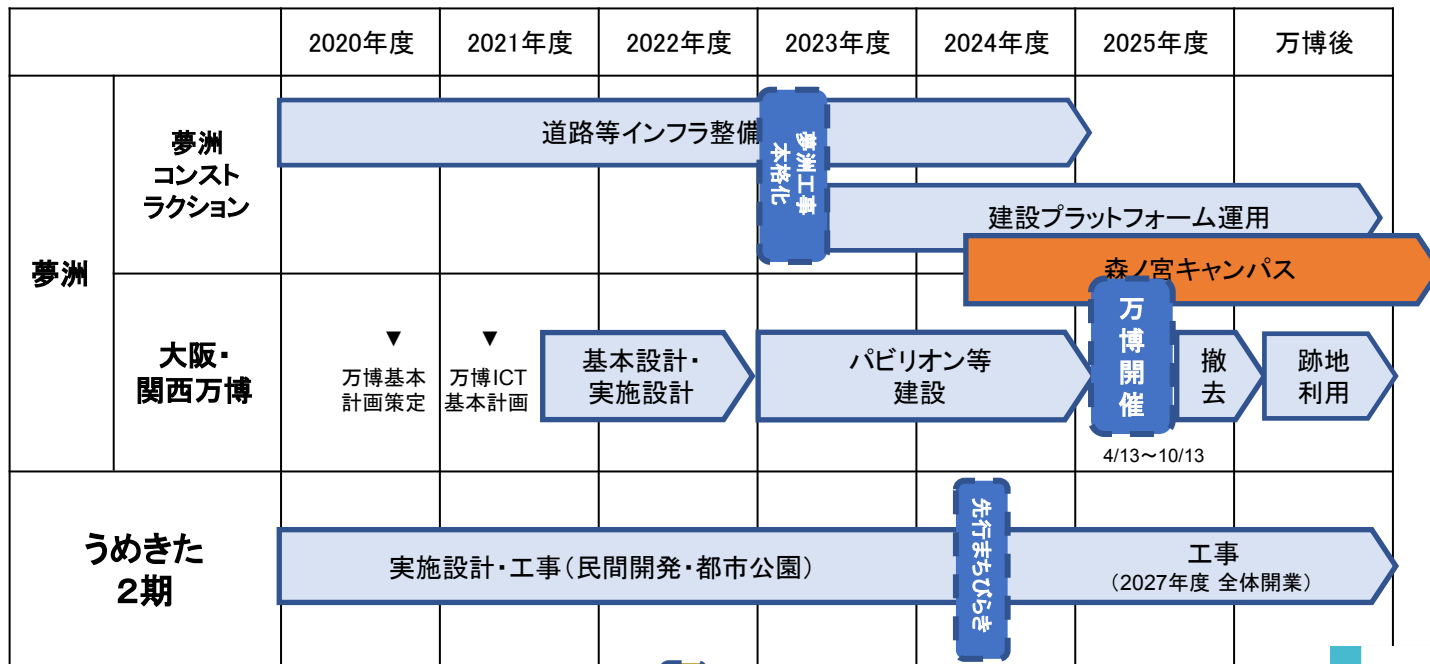 2020年度
2021年度
2022年度
2023年度
2024年度
2025年度
万博後
夢洲
夢洲
コンスト
ラクション
道路等インフラ整備
夢洲工事
本格化
建設プラットフォーム運用
森ノ宮キャンパス
大阪・
関西万博
▼
万博基本
計画策定
▼
万博ICT
基本計画
基本設計・
実施設計
パビリオン等
建設
万博開催
4/13～10/13
撤
去
跡地
利用
うめきた
２期
実施設計・工事（民間開発・都市公園）
先行まちびらき
工事
（2027年度 全体開業）